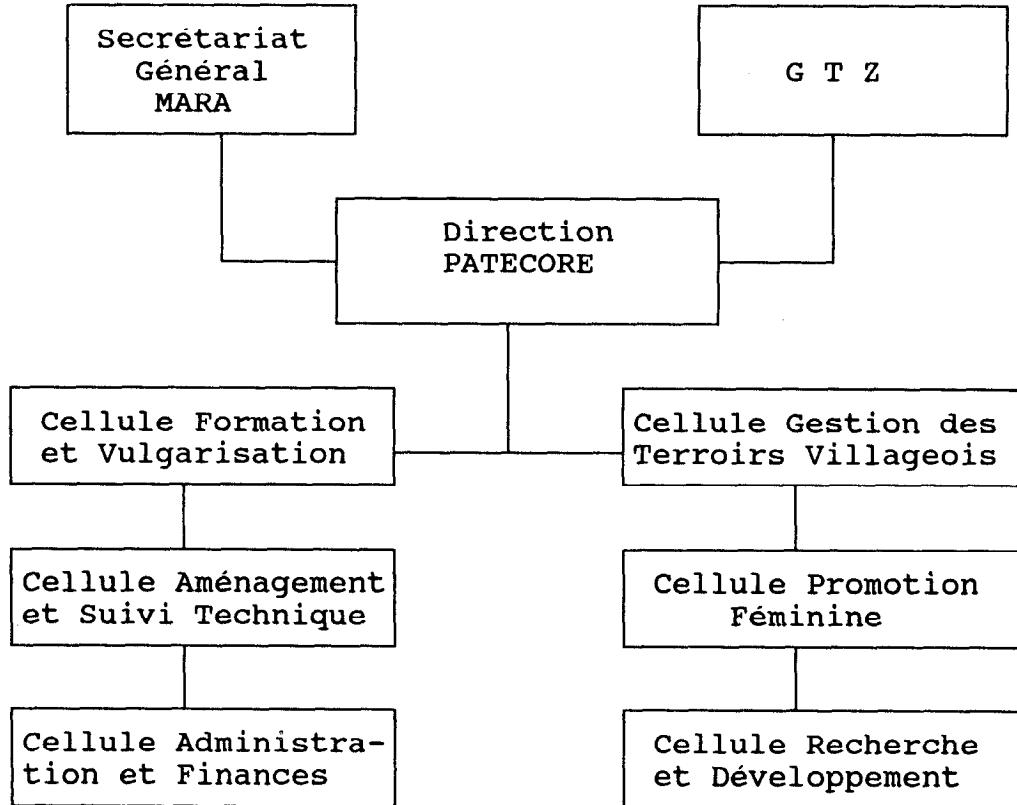 Secrétariat
Général
MARA
G T Z
Direction
PATECORE
Cellule Formation
et Vulgarisation
Cellule Gestion des
Terroirs Villageois
Cellule Aménagement
et Suivi Technique
Cellule Promotion
Féminine
Cellule Administra-
tion et Finances
Cellule Recherche
et Développement